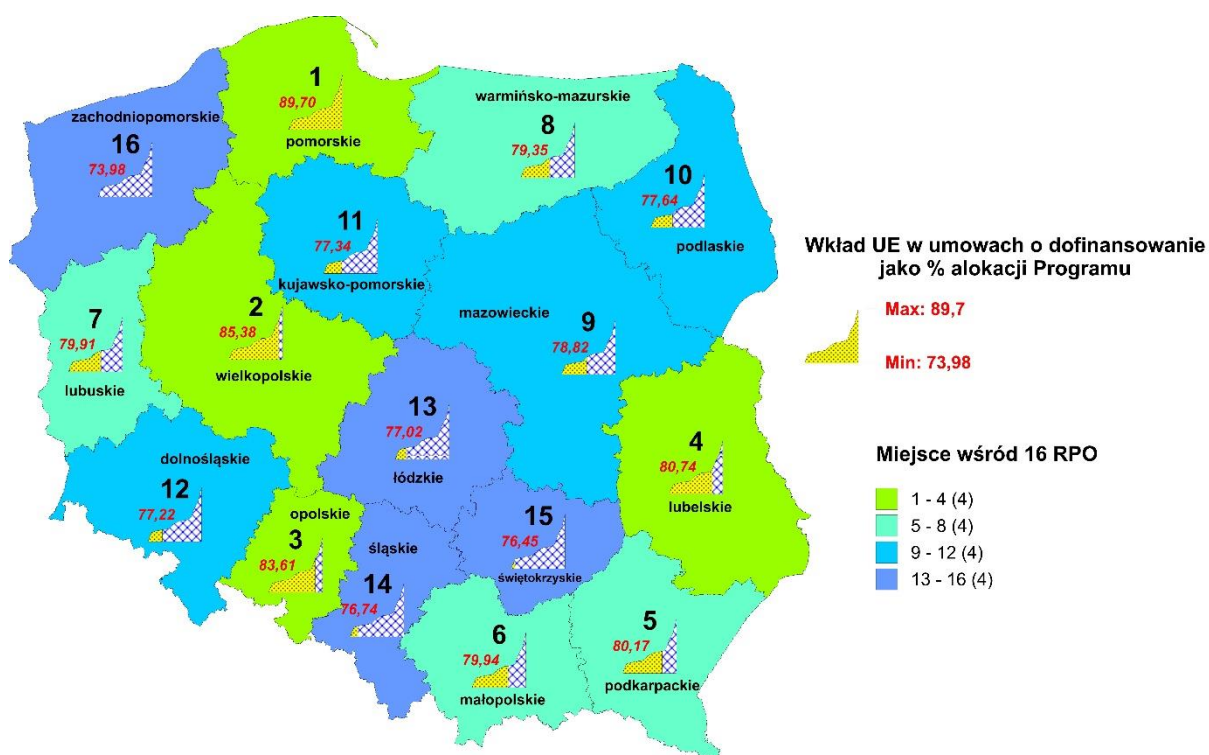 1
89,70
pomorskie
warmińsko-mazurskie
8
79,35
zachodniopomorskie
16
73,98
10
77,64
podlaskie
11
77,34
kujawsko-pomorskie
2
85,38
wielkopolskie
mazowieckie
9
78,82
7
79,91
lubuskie
13
77,02
łódzkie
4
80,74
lubelskie
dolnośląskie
12
77,22
opolskie
3
83,61
śląskie
14
76,74
15
76,45
świętokrzyskie
6
79,94
małopolskie
5
80,17
podkarpackie
Wkład UE w umowach o dofinansowanie
jako % alokacji Programu
Max: 89,7
Min: 73,98
Miejsce wśród 16 RPO
1 - 4 (4)
5 - 8 (4)
9 - 12 (4)
13 - 16 (4)